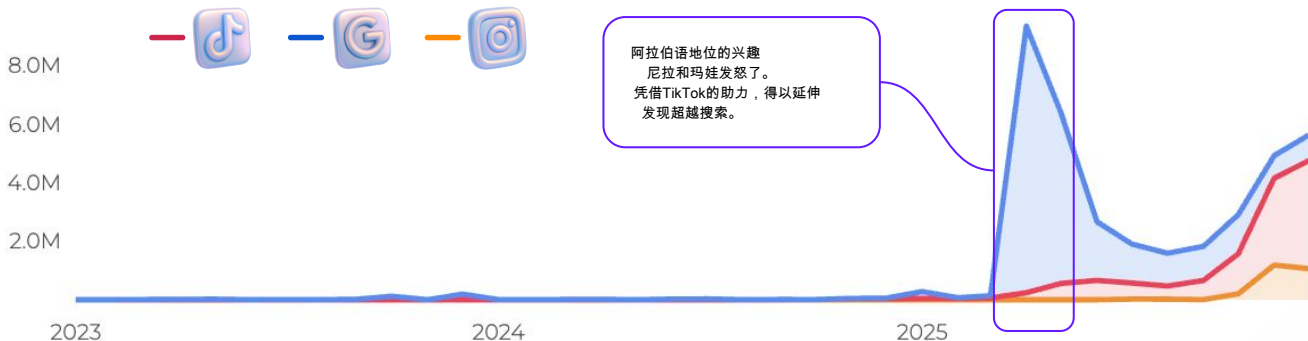 8.0M
6.0M
4.0M
2.0M
阿拉伯语地位的兴趣
尼拉和玛娃发怒了。
凭借TikTok的助力，得以延伸
发现超越搜索。
2023
2024
2025